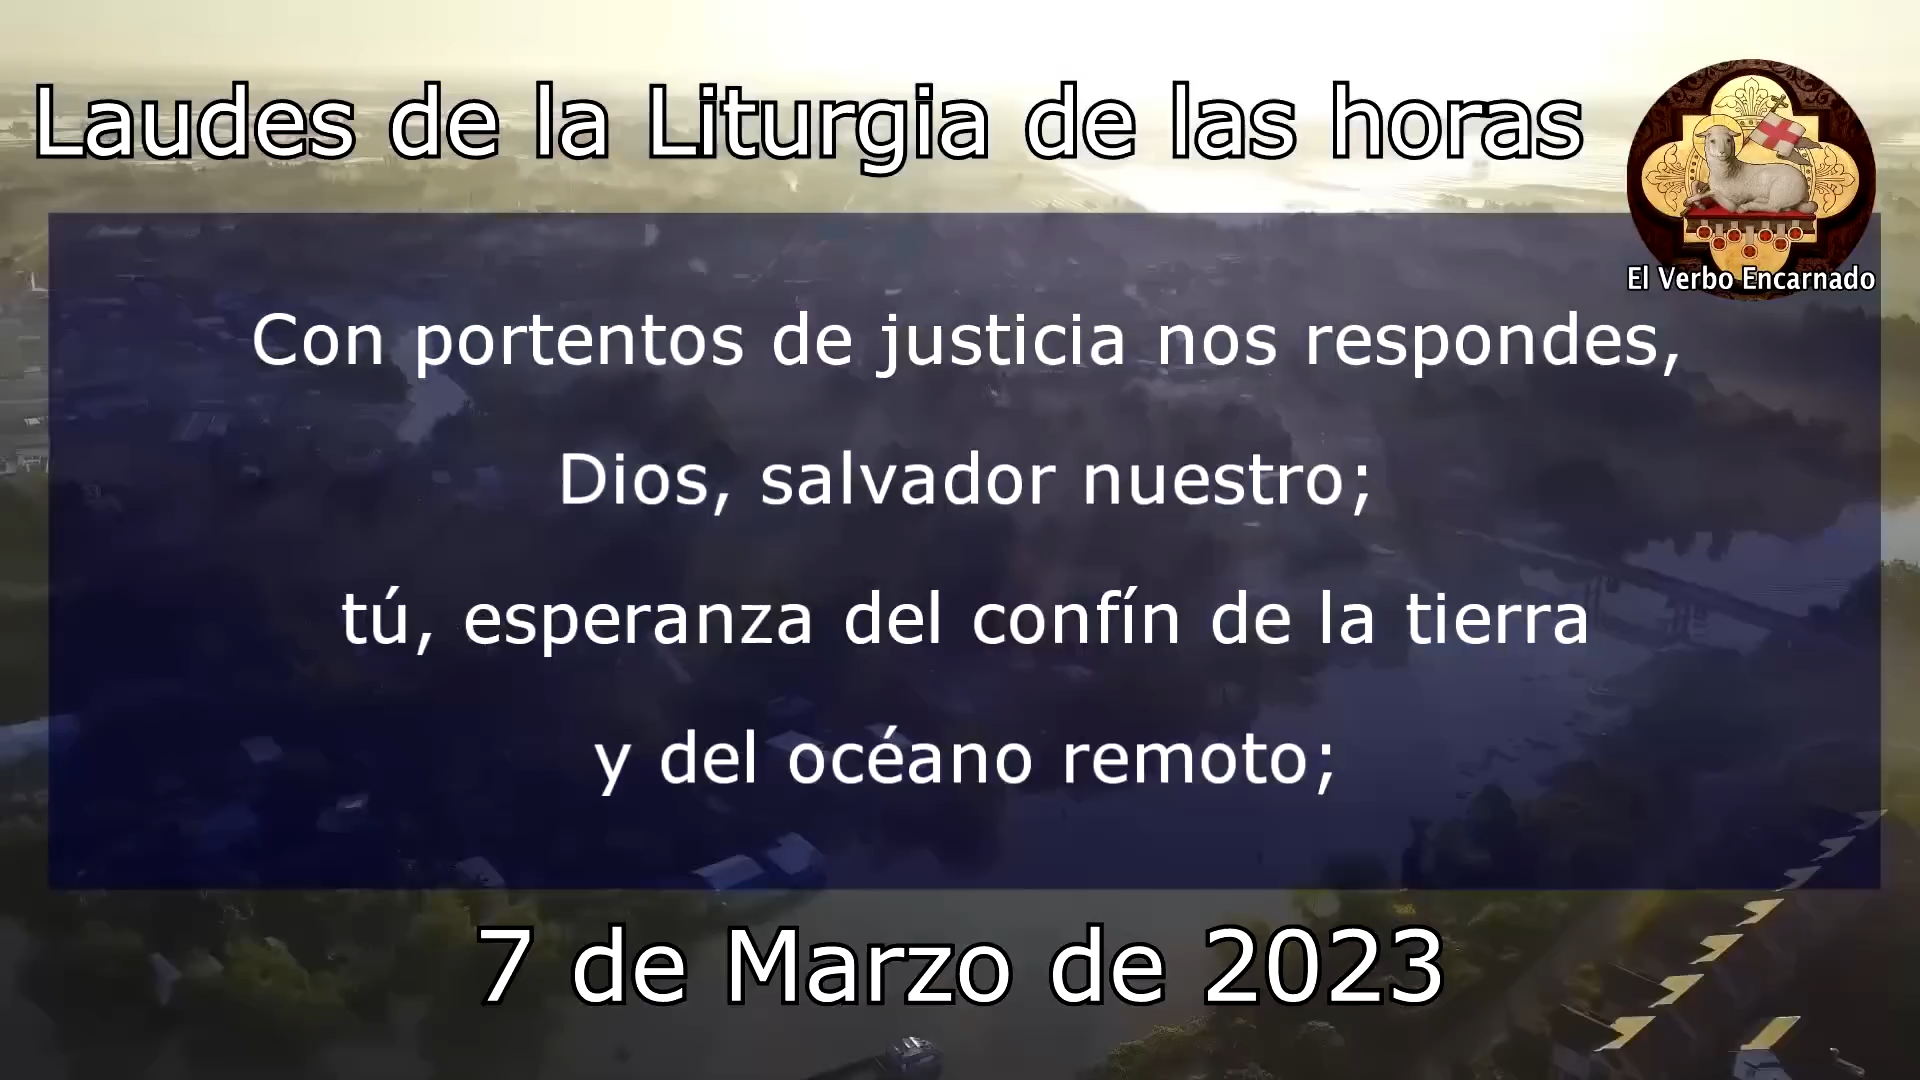 Laudes de la Liturgia de las horas
El Verbo Encarnado
Con portentos de justicia nos respondes,
Dios, salvador nuestro;
tú, esperanza del confín de la tierra
y del océano remoto;
7 de Marzo de 2023